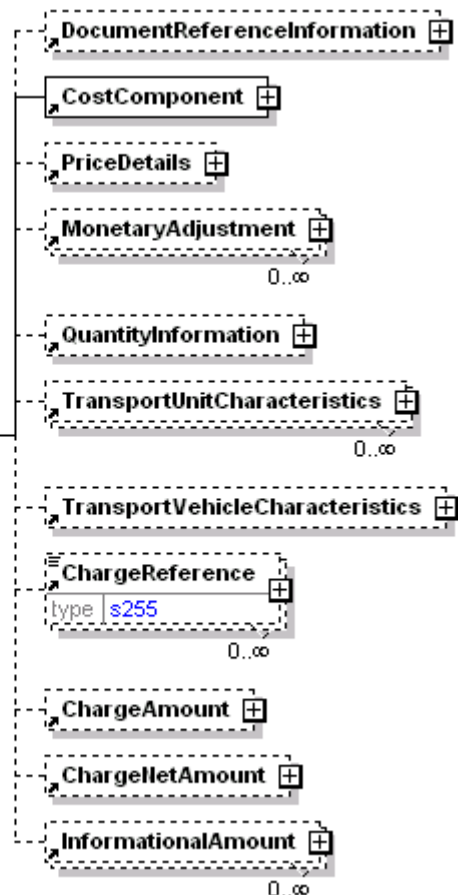 DocumentReferenceInformation
CostComponent
PriceDetails
MonetaryAdjustment
0..∞
QuantityInformation
TransportUnitCharacteristics
0..∞
TransportVehicleCharacteristics
ChargeReference
type s255
0..∞
ChargeAmount
ChargeNetAmount
InformationalAmount
0..∞